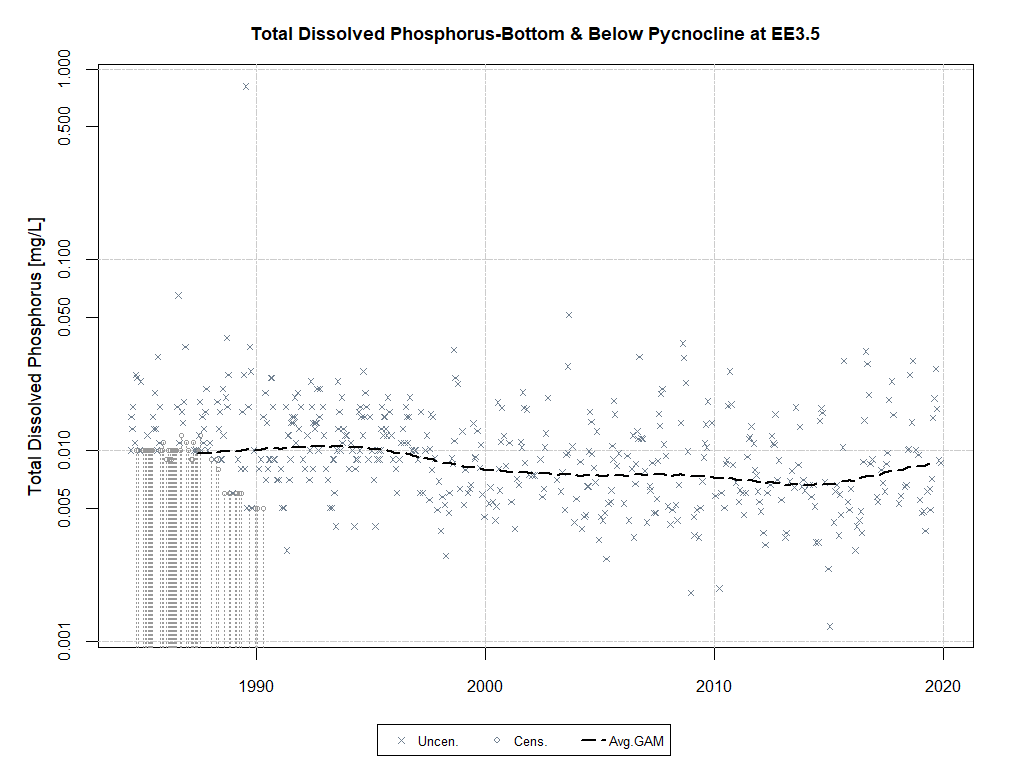 Total Dissolved Phosphorus-Bottom & Below Pycnocline at EE3.5
Total Dissolved Phosphorus [mg/L]
1.000
0.500
0.100
0.050
0.010
0.005
0.001
1990 2000 2010 2020
Uncen. Cens. Avg.GAM